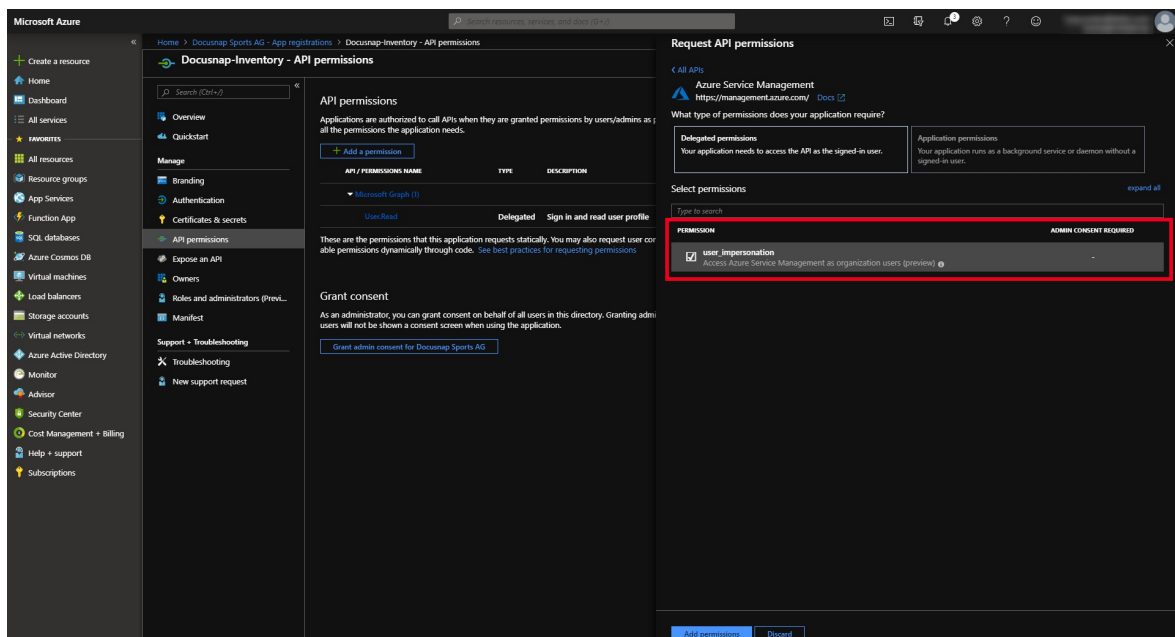 Microsoft Azure
Search resources, services, and docs (G+/)
3
«
Create a resource
Home
Dashboard
All services
FAVORITES
All resources
Resource groups
App Services
Function App
SQL databases
Azure Cosmos DB
Virtual machines
Load balancers
Storage accounts
Virtual networks
Azure Active Directory
Monitor
Advisor
Security Center
Cost Management + Billing
Help + support
Subscriptions
Home > Docusnap Sports AG - App registrations > Docusnap-Inventory - API permissions
Docusnap-Inventory - API permissions
Search (Ctrl+/)
«
Overview
Quickstart
Manage
Branding
Authentication
Certificates & secrets
API permissions
Expose an API
Owners
Roles and administrators (Previ...
Manifest
Support + Troubleshooting
Troubleshooting
New support request
API permissions
Applications are authorized to call APIs when they are granted permissions by users/admins as p
all the permissions the application needs.
+ Add a permission
API / PERMISSIONS NAME TYPE DESCRIPTION
Microsoft Graph (1)
User.Read Delegated Sign in and read user profile
These are the permissions that this application requests statically. You may also request user con
able permissions dynamically through code. See best practices for requesting permissions
Grant consent
As an administrator, you can grant consent on behalf of all users in this directory. Granting admi
users will not be shown a consent screen when using the application.
Grant admin consent for Docusnap Sports AG
Request API permissions
< All APIs
Azure Service Management
https://management.azure.com/ Docs
What type of permissions does your application require?
Delegated permissions
Your application needs to access the API as the signed-in user.
Application permissions
Your application runs as a background service or daemon without a
signed-in user.
Select permissions expand all
Type to search
PERMISSION ADMIN CONSENT REQUIRED
user_impersonation
Access Azure Service Management as organization users (preview) -
Add permissions Discard